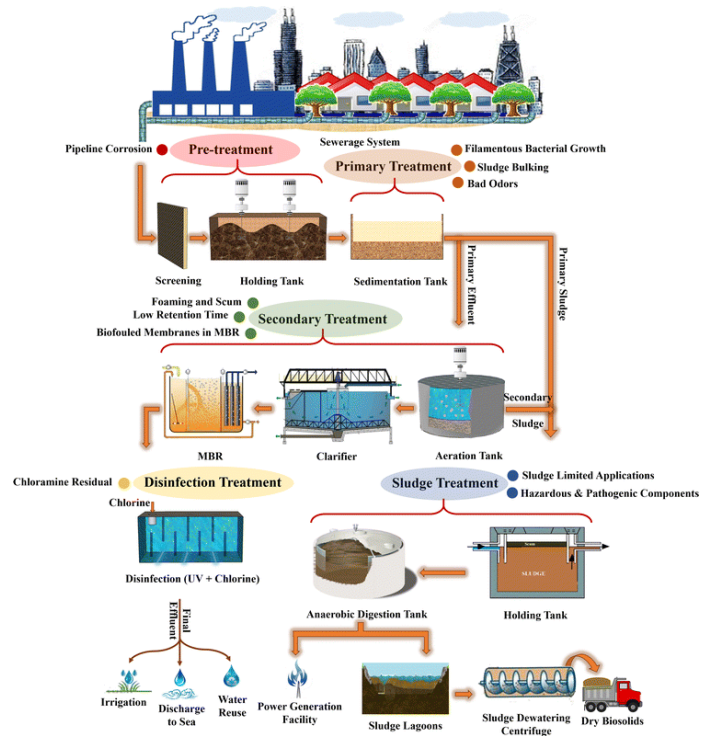 Sewerage System
Pipeline Corrosion
Pre-treatment
Filamentous Bacterial Growth
Primary Treatment
Sludge Bulking
Bad Odors
Screening
Holding Tank
Sedimentation Tank
Primary Effluent
Primary Sludge
Foaming and Scum
Low Retention Time
Secondary Treatment
Biofouled Membranes in MBR
Secondary
Sludge
MBR
Clarifier
Aeration Tank
Chloramine Residual
Disinfection Treatment
Sludge Treatment
Sludge Limited Applications
Hazardous & Pathogenic Components
Chlorine
Scum
SLUDGE
Disinfection (UV + Chlorine)
Anaerobic Digestion Tank
Holding Tank
Final
Effluent
Irrigation
Discharge
to Sea
Water
Reuse
Power Generation
Facility
Sludge Lagoons
Sludge Dewatering
Centrifuge
Dry Biosolids